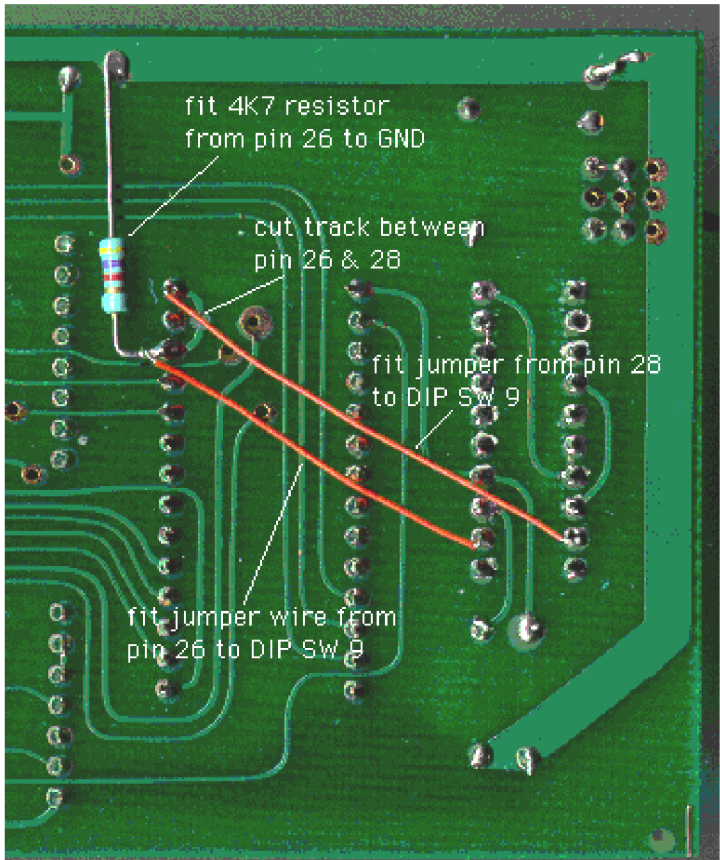 fit 4K7 resistor
from pin 26 to GND
cut track between
pin 26 & 28
fit jumper from pin 28
to DIP SW 9
fit jumper wire from
pin 26 to DIP SW 9